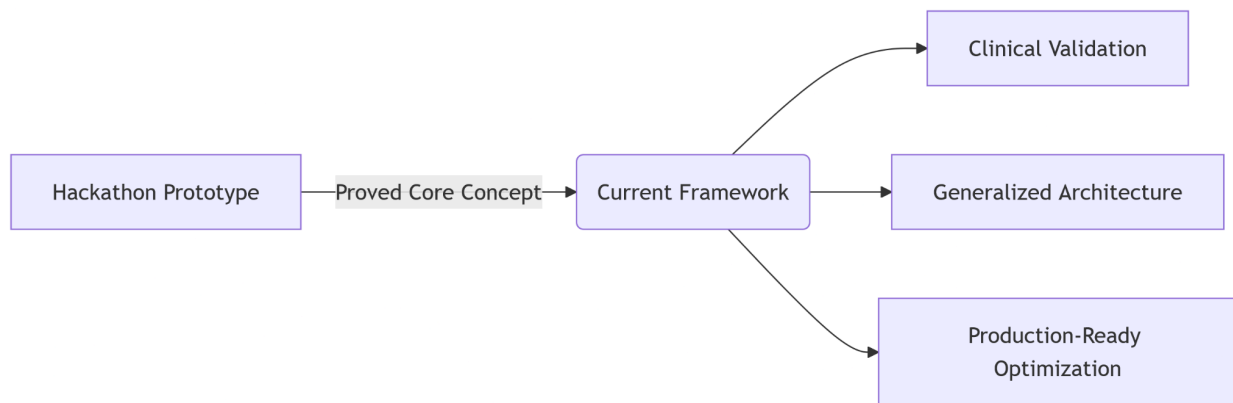 Clinical Validation
Hackathon Prototype
Proved Core Concept
Current Framework
Generalized Architecture
Production-Ready
Optimization